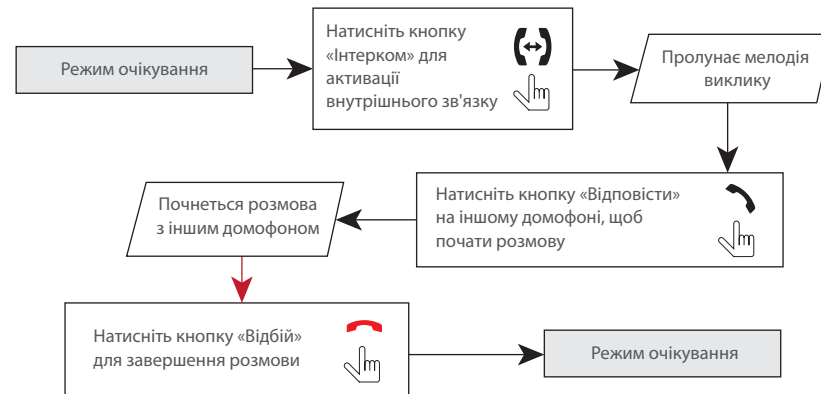 Режим очікування
Натисніть кнопку
«Інтерком» для
активації
внутрішнього зв'язку
Пролунає мелодія
виклику
Натисніть кнопку «Відповісти»
на іншому домофоні, щоб
почати розмову
Почнеться розмова
з іншим домофоном
Натисніть кнопку «Відбій»
для завершення розмови
Режим очікування